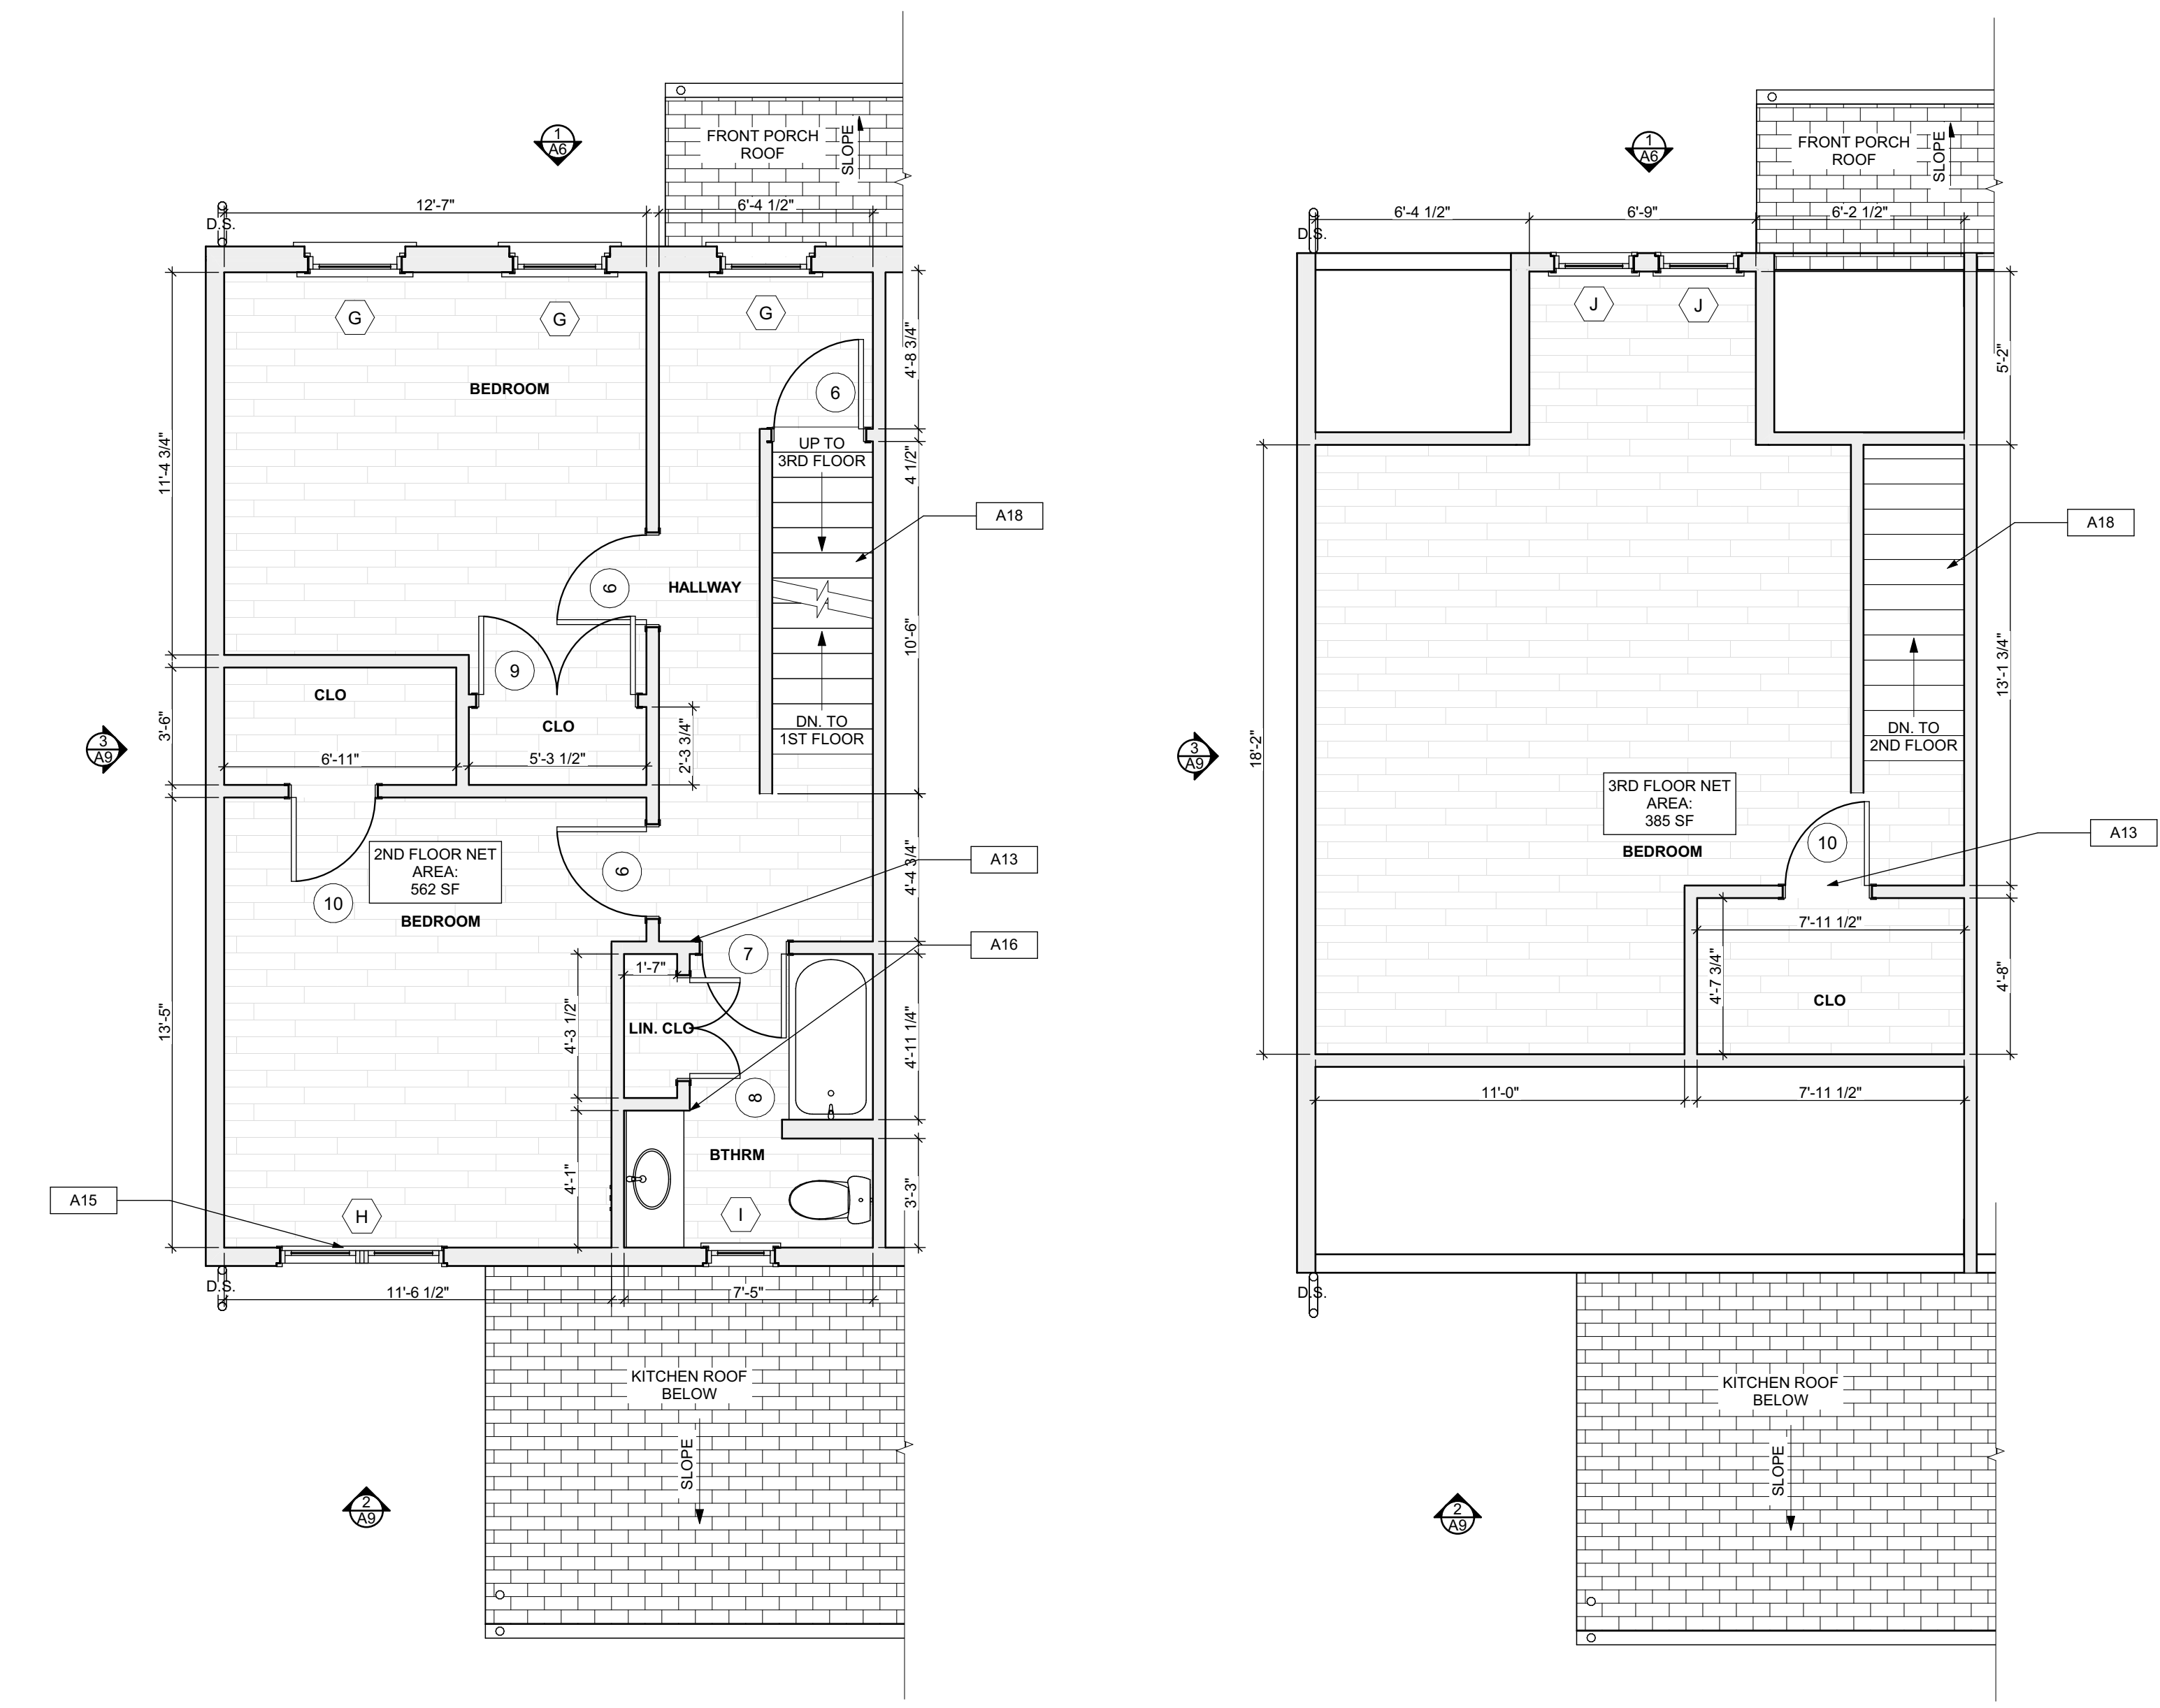 1
A6
FRONT PORCH
ROOF
SLOPE
12'-7"
6'-4 1/2"
D.S.
G
G
G
BEDROOM
4'-8 3/4"
6
UP TO
3RD FLOOR
4 1/2"
11'-4 3/4"
A18
6
HALLWAY
10'-6"
9
CLO
CLO
3'-6"
6'-11"
5'-3 1/2"
2'-3 3/4"
DN. TO
1ST FLOOR
3
A9
2ND FLOOR NET
AREA:
562 SF
BEDROOM
10
6
4'-4 3/4"
A13
A16
7
1'-7"
4'-3 1/2"
LIN. CLO
13'-5"
4'-11 1/4"
8
BTHRM
4'-1"
3'-3"
A15
H
I
D.S.
11'-6 1/2"
7'-5"
KITCHEN ROOF
BELOW
SLOPE
2
A9
1
A6
FRONT PORCH
ROOF
SLOPE
6'-4 1/2"
6'-9"
6'-2 1/2"
D.S.
J
J
5'-2"
A18
13'-1 3/4"
18'-2"
3
A9
DN. TO
2ND FLOOR
3RD FLOOR NET
AREA:
385 SF
BEDROOM
10
A13
7'-11 1/2"
4'-7 3/4"
4'-8"
CLO
11'-0"
7'-11 1/2"
D.S.
KITCHEN ROOF
BELOW
SLOPE
2
A9